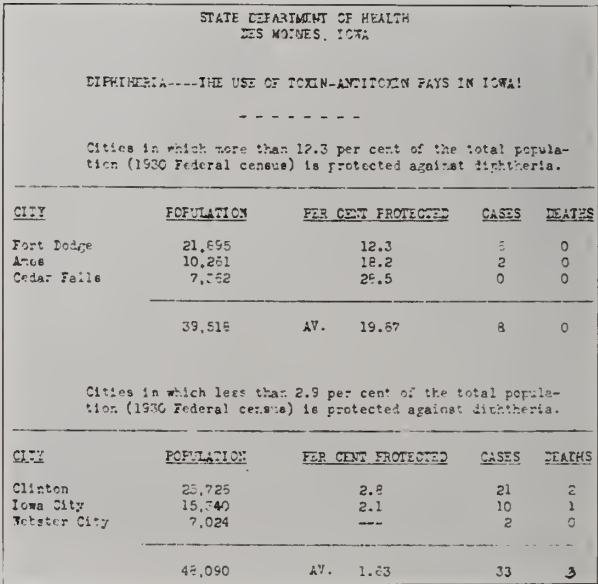 STATE DEPARTMENT OF HEALTH
DES MOINES, IOWA
DIPHTHERIA----THE USE OF TOXIN-ANTITOXIN PAYS IN IOWA!
- - - - - - - -
Cities in which more than 12.3 per cent of the total popula-
tion (1930 Federal census) is protected against diphtheria.
CITY POPULATION PER CENT PROTECTED CASES DEATHS
Fort Dodge 21,895 12.3 6 0
Ames 10,261 18.2 2 0
Cedar Falls 7,362 28.5 0 0
39,518 AV. 19.67 8 0
Cities in which less than 2.9 per cent of the total popula-
tion (1930 Federal census) is protected against diphtheria.
CITY POPULATION PER CENT PROTECTED CASES DEATHS
Clinton 25,726 2.8 21 2
Iowa City 15,340 2.1 10 1
Webster City 7,024 --- 2 0
48,090 AV. 1.63 33 3